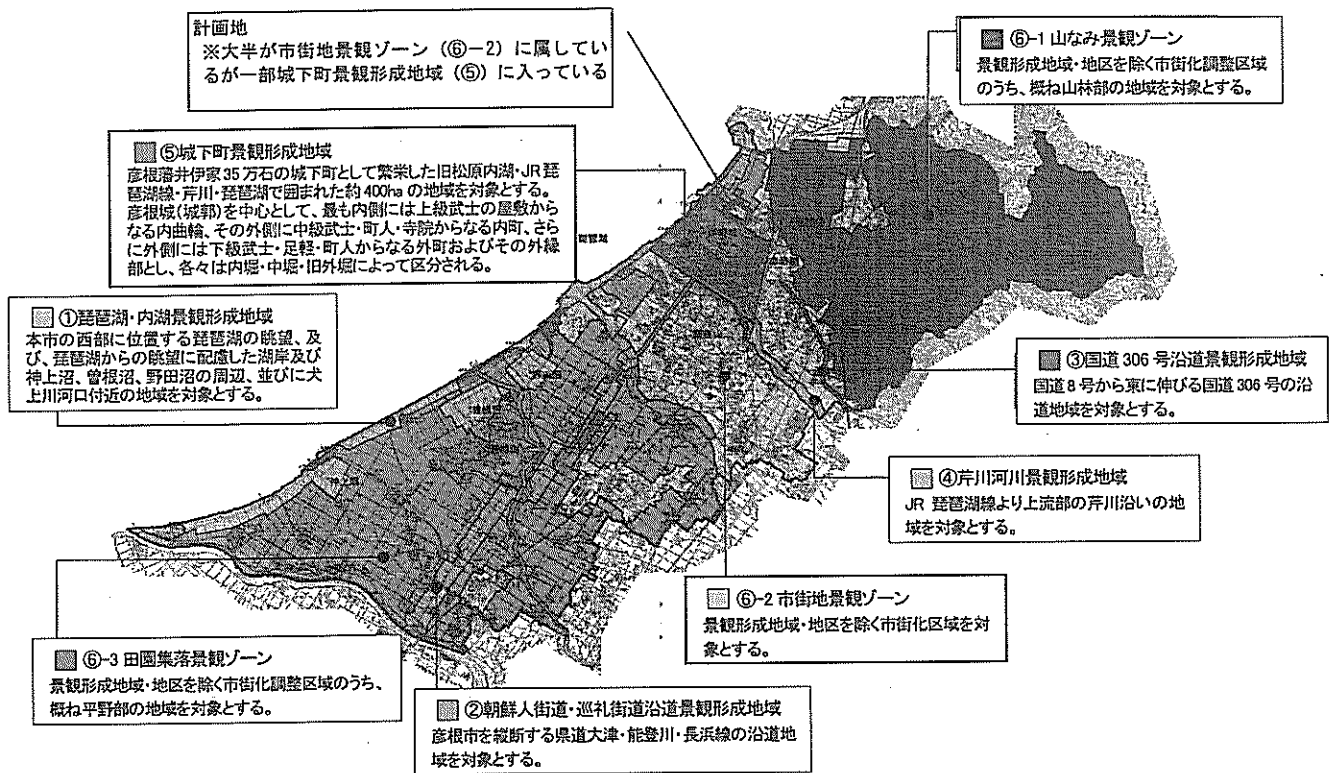 計画地
※大半が市街地景観ゾーン（⑥－2）に属してい
るが一部城下町景観形成地域（⑤）に入っている
⑥-1 山なみ景観ゾーン
景観形成地域・地区を除く市街化調整区域
のうち、概ね山林部の地域を対象とする。
⑤城下町景観形成地域
彦根藩井伊家 35 万石の城下町として繁栄した旧松原内湖・JR 琵
琶湖線・芹川・琵琶湖で囲まれた約 400ha の地域を対象とする。
彦根城（城郭）を中心として、最も内側には上級武士の屋敷から
なる内曲輪、その外側に中級武士・町人・寺院からなる内町、さら
に外側には下級武士・足軽・町人からなる外町およびその外縁
部とし、各々は内堀・中堀・旧外堀によって区分される。
①琵琶湖・内湖景観形成地域
本市の西部に位置する琵琶湖の眺望、及
び、琵琶湖からの眺望に配慮した湖岸及び
神上沼、曽根沼、野田沼の周辺、並びに犬
上川河口付近の地域を対象とする。
③国道 306 号沿道景観形成地域
国道 8 号から東に伸びる国道 306 号の沿
道地域を対象とする。
④芹川河川景観形成地域
JR 琵琶湖線より上流部の芹川沿いの地
域を対象とする。
⑥-2 市街地景観ゾーン
景観形成地域・地区を除く市街化区域を対
象とする。
⑥-3 田園集落景観ゾーン
景観形成地域・地区を除く市街化調整区域のうち、
概ね平野部の地域を対象とする。
②朝鮮人街道・巡礼街道沿道景観形成地域
彦根市を縦断する県道大津・能登川・長浜線の沿道地
域を対象とする。